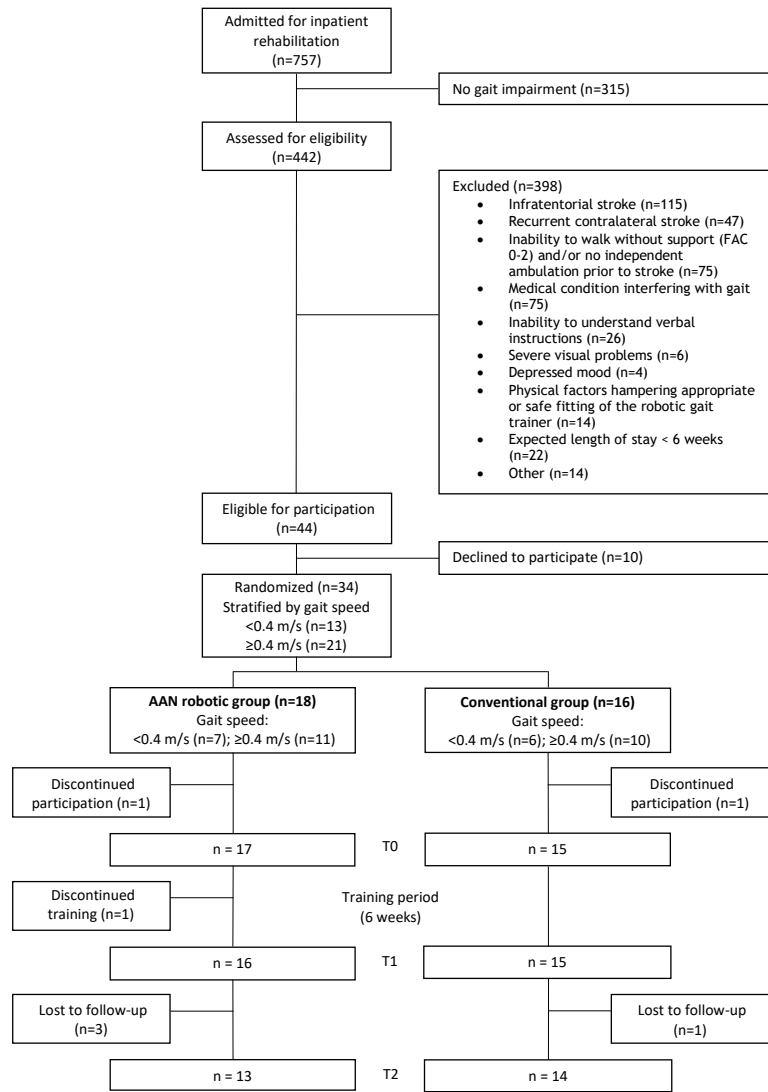 Admitted for inpatient
rehabilitation
(n=757)
No gait impairment (n=315)
Assessed for eligibility
(n=442)
Excluded (n=398)
• Infratentorial stroke (n=115)
• Recurrent contralateral stroke (n=47)
• Inability to walk without support (FAC
0-2) and/or no independent
ambulation prior to stroke (n=75)
• Medical condition interfering with gait
(n=75)
• Inability to understand verbal
instructions (n=26)
• Severe visual problems (n=6)
• Depressed mood (n=4)
• Physical factors hampering appropriate
or safe fitting of the robotic gait
trainer (n=14)
• Expected length of stay < 6 weeks
(n=22)
• Other (n=14)
Eligible for participation
(n=44)
Declined to participate (n=10)
Randomized (n=34)
Stratified by gait speed
<0.4 m/s (n=13)
≥0.4 m/s (n=21)
AAN robotic group (n=18)
Gait speed:
<0.4 m/s (n=7); ≥0.4 m/s (n=11)
Conventional group (n=16)
Gait speed:
<0.4 m/s (n=6); ≥0.4 m/s (n=10)
Discontinued
participation (n=1)
Discontinued
participation (n=1)
n = 17
T0
n = 15
Discontinued
training (n=1)
Training period
(6 weeks)
n = 16
T1
n = 15
Lost to follow-up
(n=3)
Lost to follow-up
(n=1)
n = 13
T2
n = 14